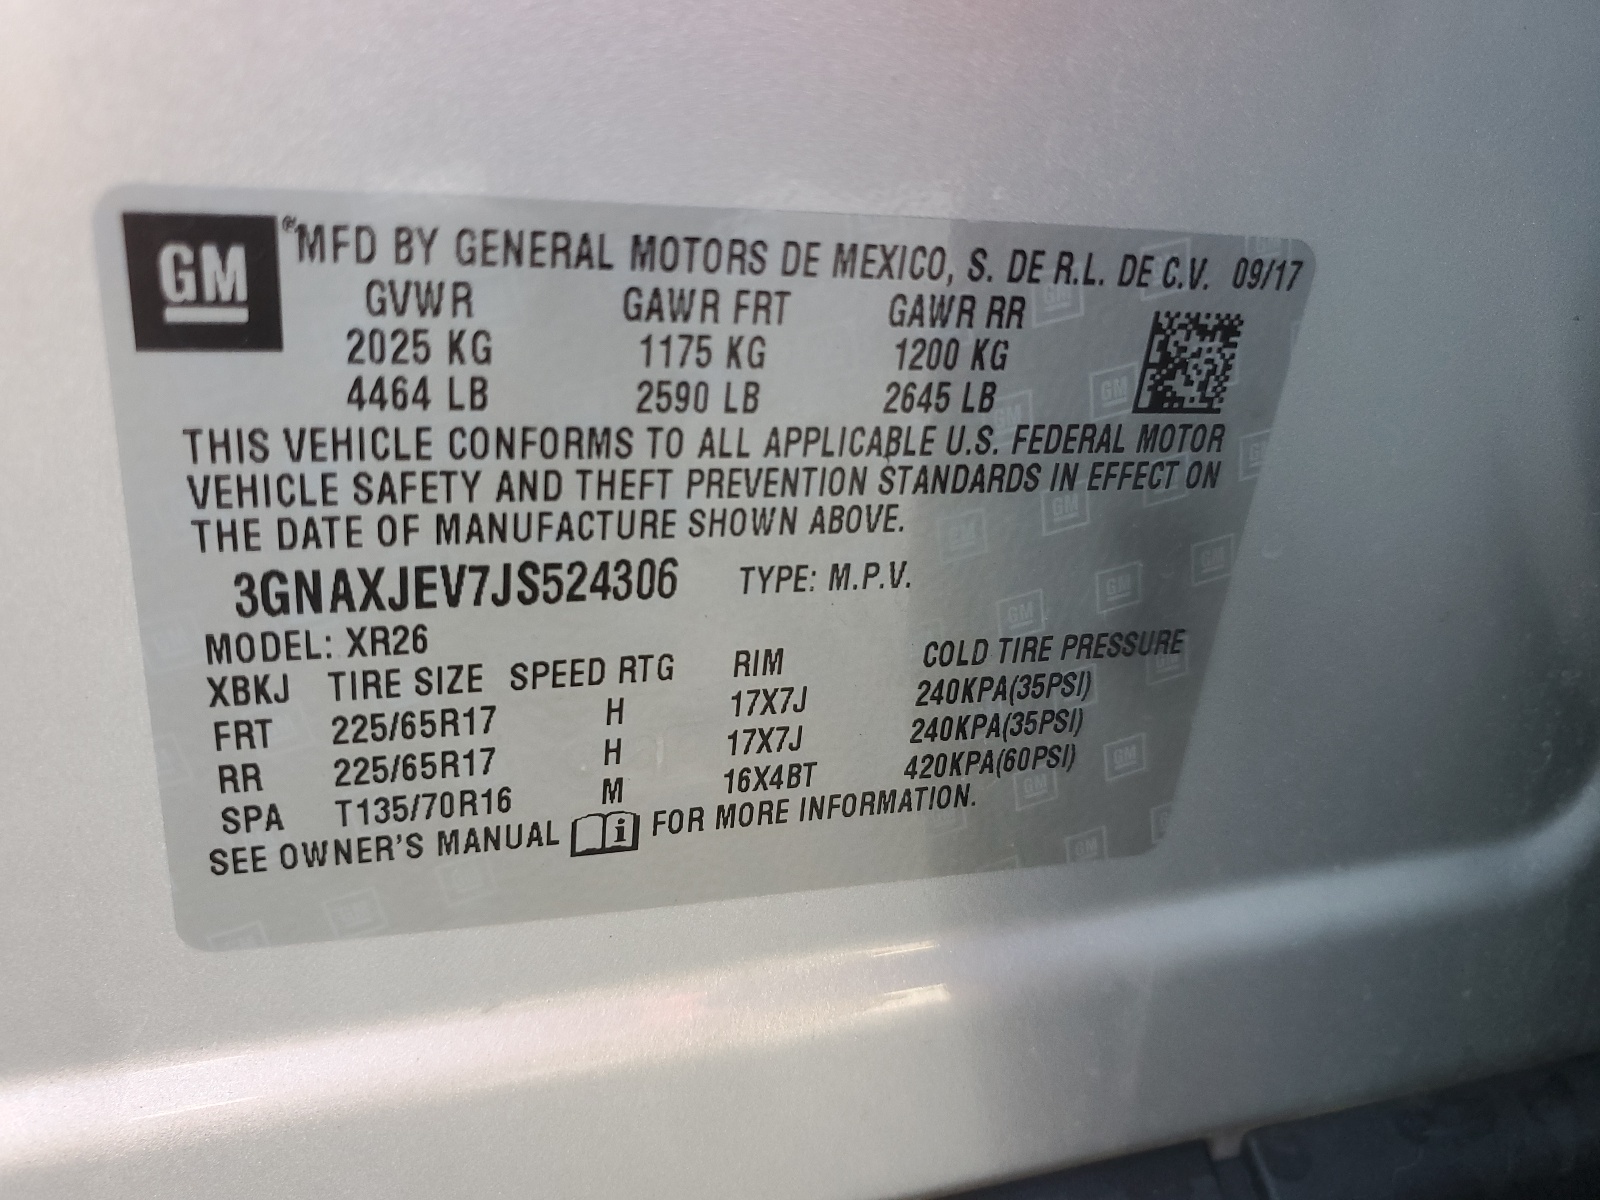 GM
® MFD BY GENERAL MOTORS DE MEXICO, S. DE R.L. DE C.V. 09/17
GVWR GAWR FRT GAWR RR
2025 KG 1175 KG 1200 KG
4464 LB 2590 LB 2645 LB
THIS VEHICLE CONFORMS TO ALL APPLICABLE U.S. FEDERAL MOTOR
VEHICLE SAFETY AND THEFT PREVENTION STANDARDS IN EFFECT ON
THE DATE OF MANUFACTURE SHOWN ABOVE.
3GNAXJEV7JS524306 TYPE: M.P.V.
MODEL: XR26
XBKJ TIRE SIZE SPEED RTG RIM COLD TIRE PRESSURE
FRT 225/65R17 H 17X7J 240KPA(35PSI)
RR 225/65R17 H 17X7J 240KPA(35PSI)
SPA T135/70R16 M 16X4BT 420KPA(60PSI)
SEE OWNER'S MANUAL i FOR MORE INFORMATION.